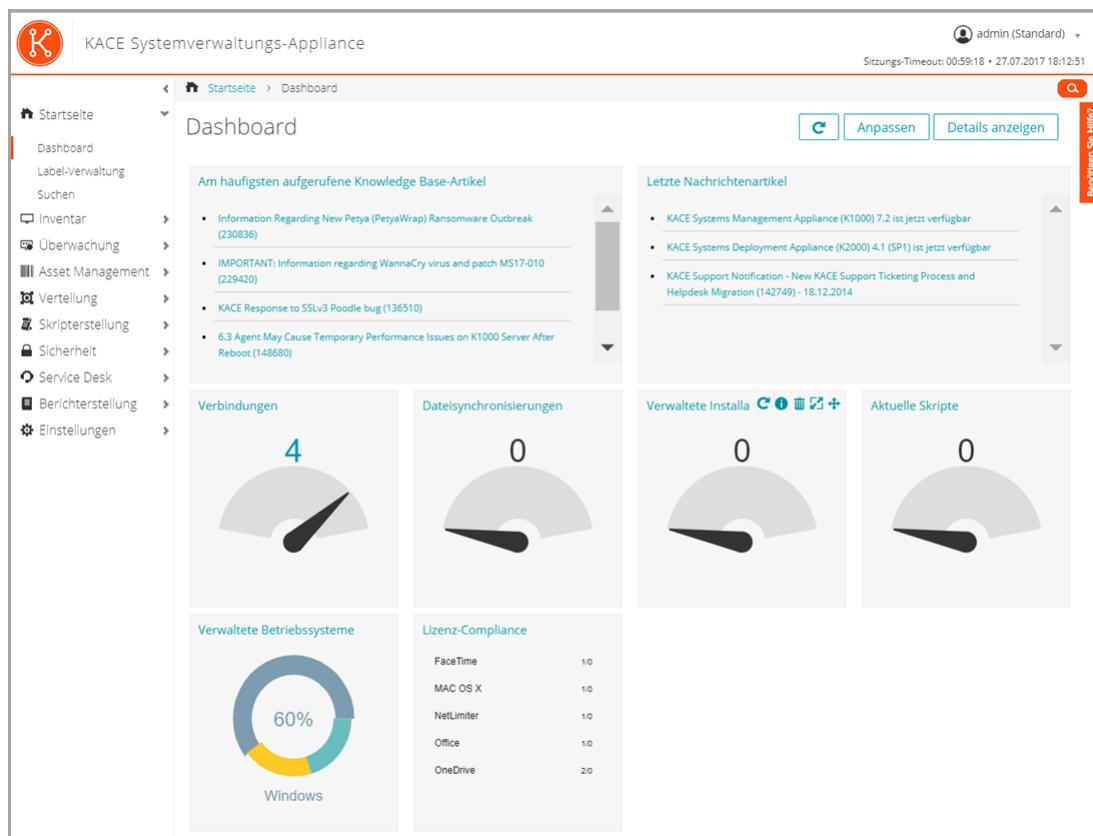 KACE Systemverwaltungs-Appliance
admin (Standard)
Sitzungs-Timeout: 00:59:18 • 27.07.2017 18:12:51
Startseite › Dashboard
Benötigen Sie Hilfe?
Startseite
Dashboard
Label-Verwaltung
Suchen
Inventar
Überwachung
Asset Management
Verteilung
Skripterstellung
Sicherheit
Service Desk
Berichterstellung
Einstellungen
Dashboard
Anpassen
Details anzeigen
Am häufigsten aufgerufene Knowledge Base-Artikel
Information Regarding New Petya (PetyaWrap) Ransomware Outbreak
(230836)
IMPORTANT: Information regarding WannaCry virus and patch MS17-010
(229420)
KACE Response to SSLv3 Poodle bug (136510)
6.3 Agent May Cause Temporary Performance Issues on K1000 Server After
Reboot (148680)
Letzte Nachrichtenartikel
KACE Systems Management Appliance (K1000) 7.2 ist jetzt verfügbar
KACE Systems Deployment Appliance (K2000) 4.1 (SP1) ist jetzt verfügbar
KACE Support Notification - New KACE Support Ticketing Process and
Helpdesk Migration (142749) - 18.12.2014
Verbindungen
4
Dateisynchronisierungen
0
Verwaltete Installa
0
Aktuelle Skripte
0
Verwaltete Betriebssysteme
60%
Windows
Lizenz-Compliance
FaceTime 1/0
MAC OS X 1/0
NetLimiter 1/0
Office 1/0
OneDrive 2/0